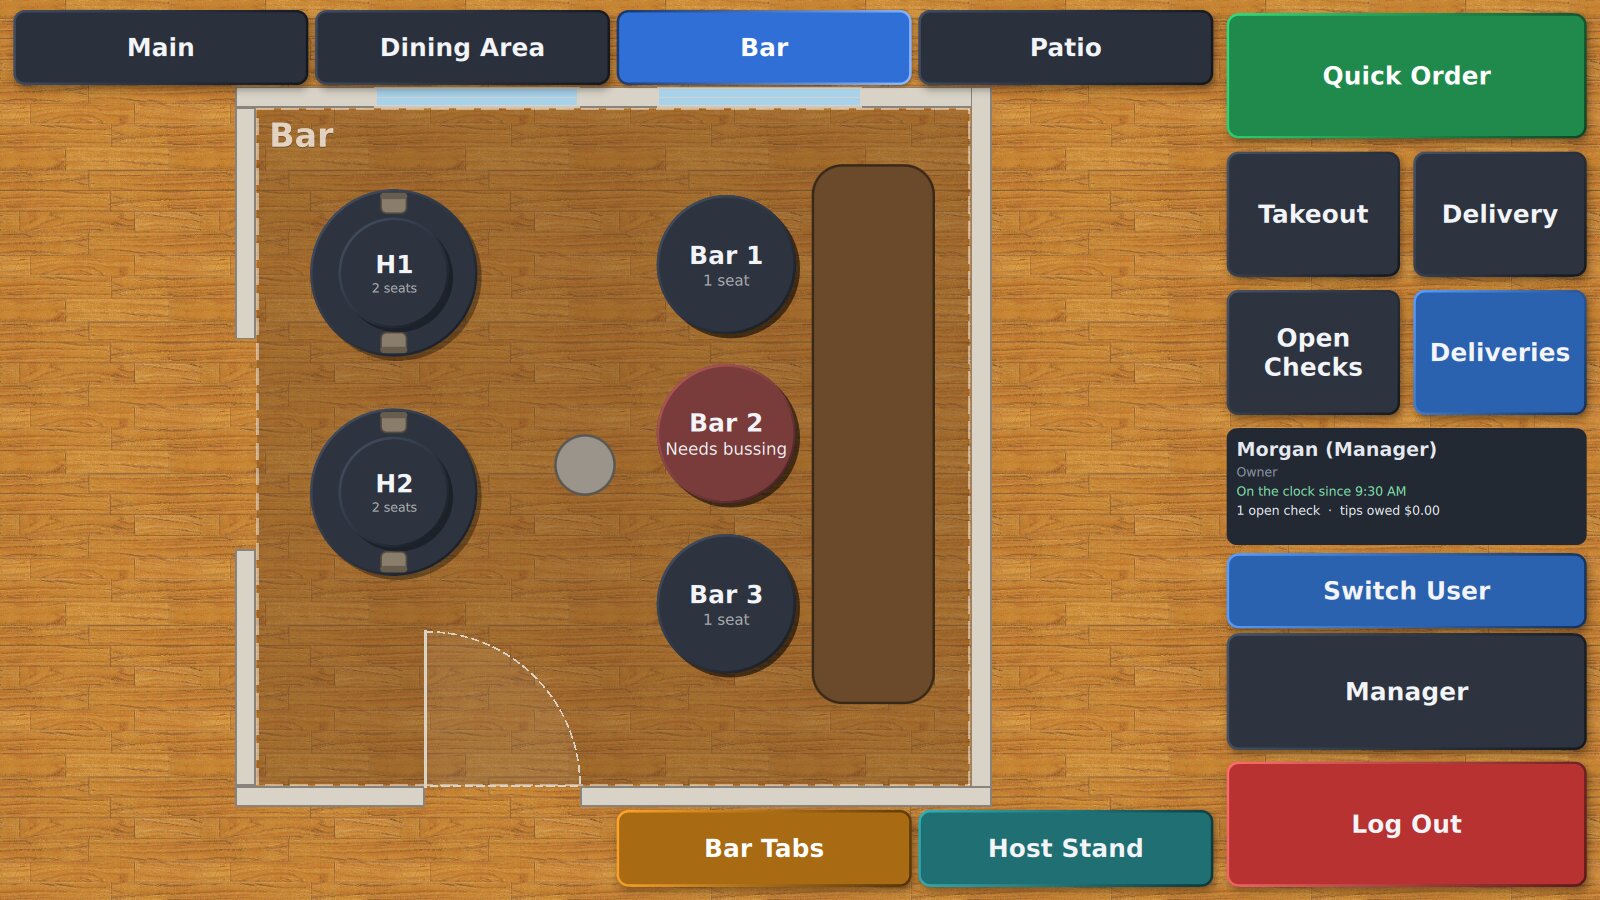 Main
Dining Area
Bar
Patio
Quick Order
Takeout
Delivery
Open
Checks
Deliveries
Morgan (Manager)
Owner
On the clock since 9:30 AM
1 open check · tips owed $0.00
Switch User
Manager
Log Out
Bar
H1
2 seats
H2
2 seats
Bar 1
1 seat
Bar 2
Needs bussing
Bar 3
1 seat
Bar Tabs
Host Stand